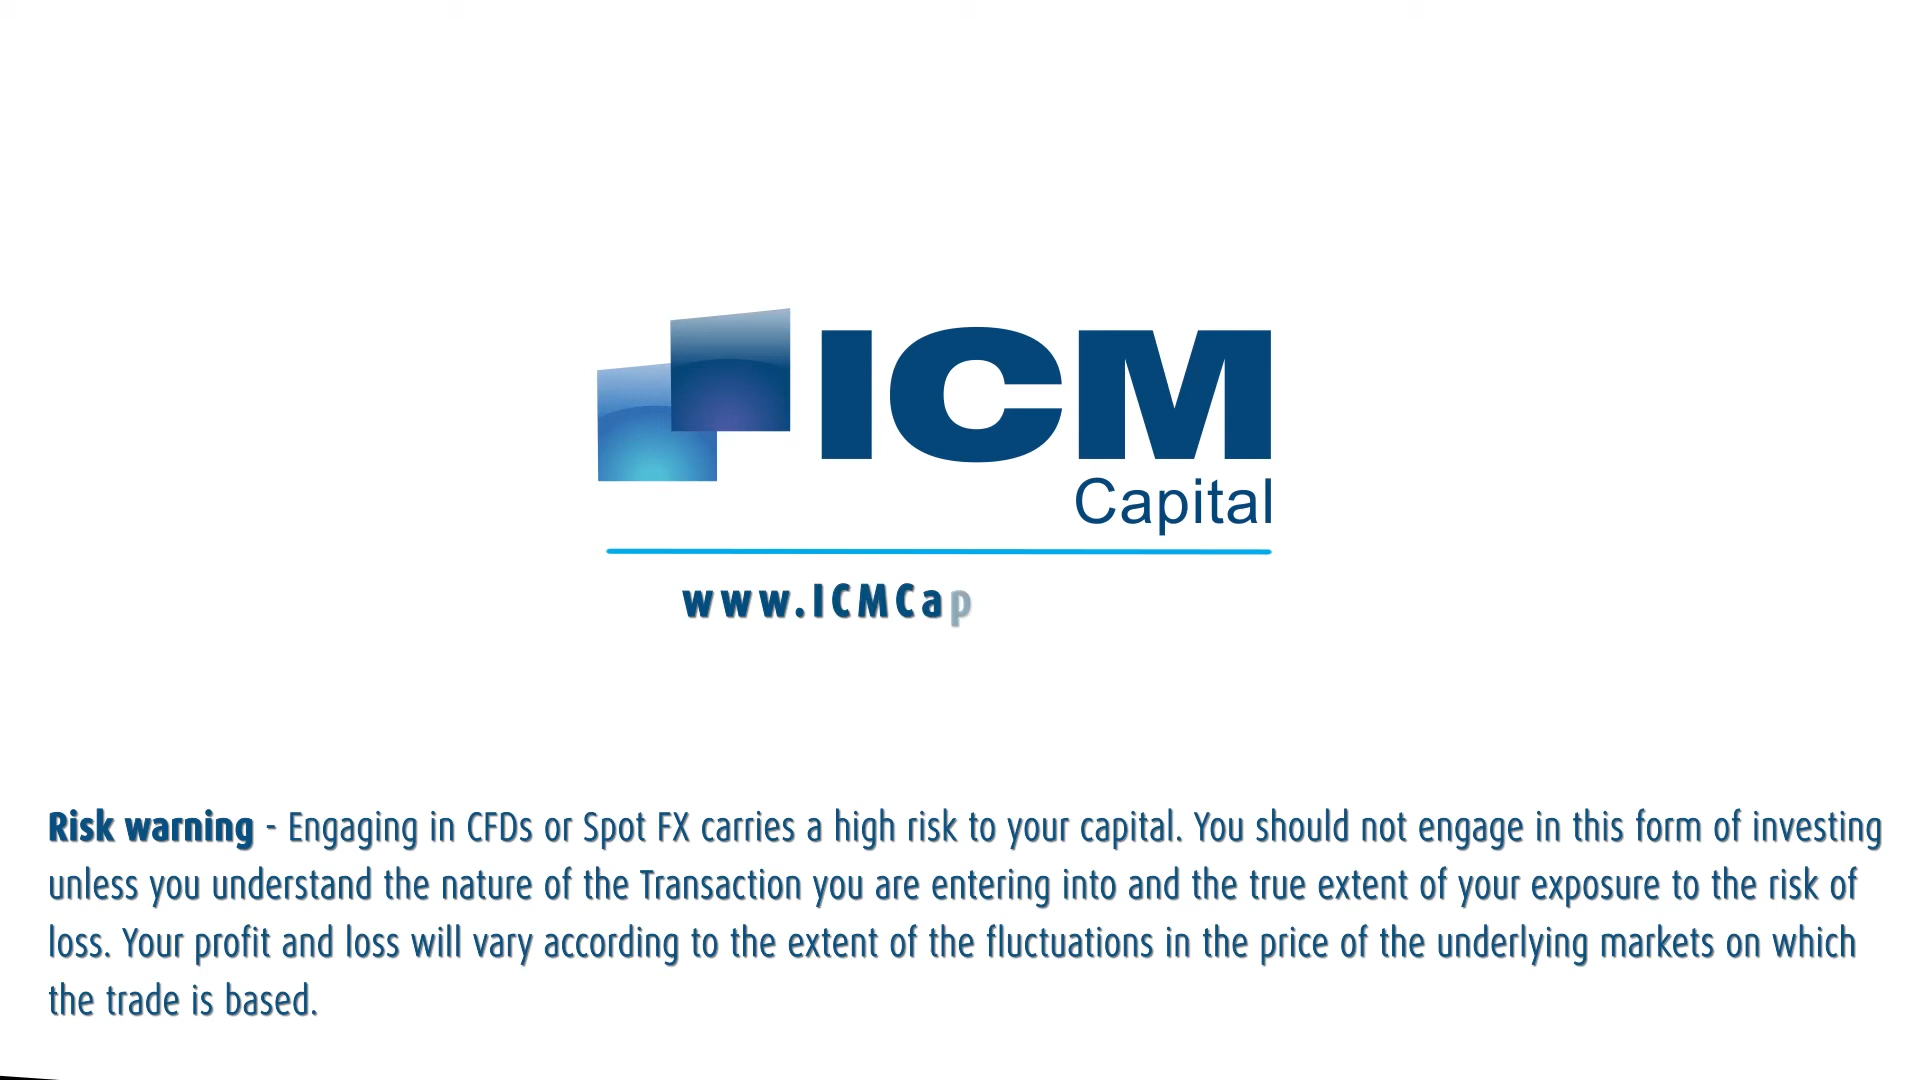 ICM
Capital
www.ICMCap
Risk warning - Engaging in CFDs or Spot FX carries a high risk to your capital. You should not engage in this form of investing
unless you understand the nature of the Transaction you are entering into and the true extent of your exposure to the risk of
loss. Your profit and loss will vary according to the extent of the fluctuations in the price of the underlying markets on which
the trade is based.